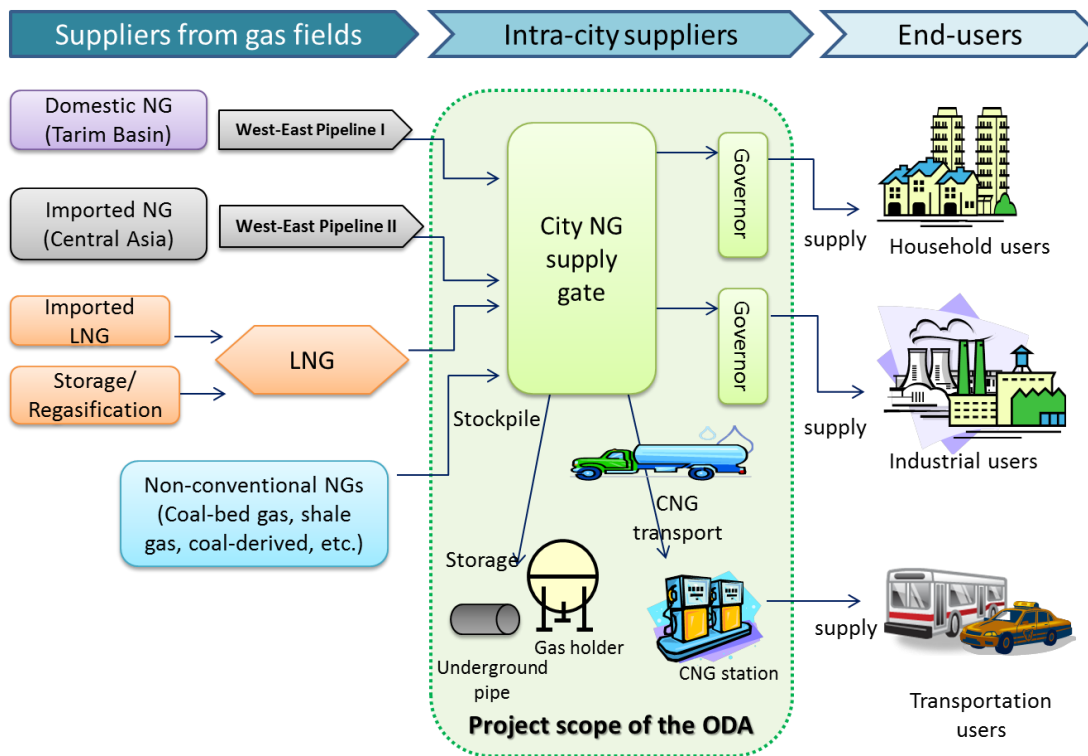 Suppliers from gas fields
Intra-city suppliers
End-users
Domestic NG
(Tarim Basin)
West-East Pipeline I
Imported NG
(Central Asia)
West-East Pipeline II
Imported
LNG
Storage/
Regasification
LNG
Non-conventional NGs
(Coal-bed gas, shale
gas, coal-derived, etc.)
City NG
supply
gate
Governor
Governor
Stockpile
CNG
transport
Storage
Gas holder
Underground
pipe
CNG station
Project scope of the ODA
supply
Household users
supply
Industrial users
supply
Transportation
users